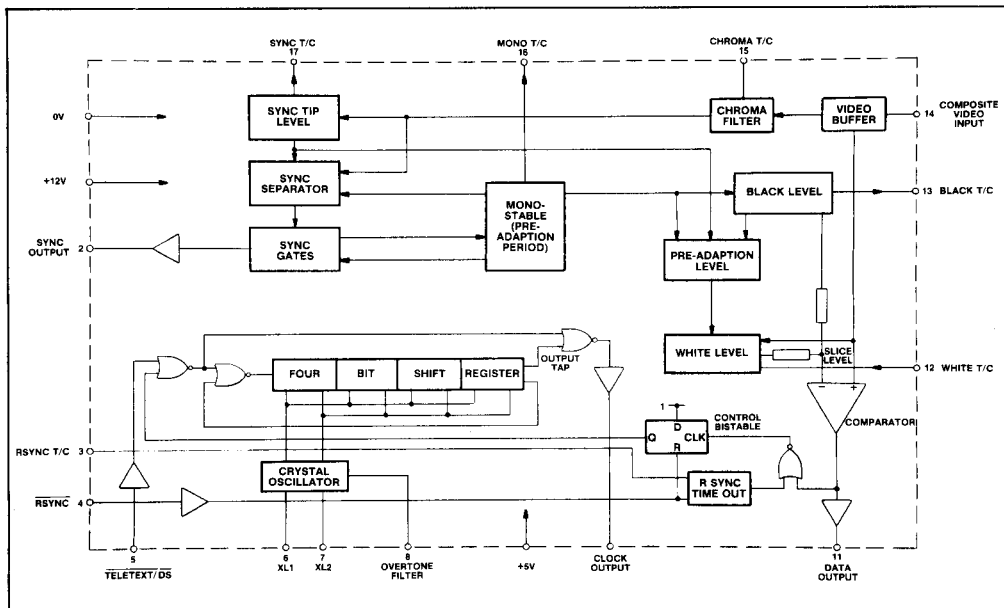 SYNC T/C
17
MONO T/C
16
CHROMA T/C
15
0V
SYNC TIP
LEVEL
CHROMA
FILTER
VIDEO
BUFFER
14 COMPOSITE
VIDEO
INPUT
+12V
SYNC
SEPARATOR
MONO-
STABLE
(PRE-
ADAPTION
PERIOD)
BLACK LEVEL
13 BLACK T/C
SYNC
OUTPUT 2
SYNC
GATES
PRE-ADAPTION
LEVEL
WHITE LEVEL
SLICE
LEVEL
12 WHITE T/C
OUTPUT
TAP
FOUR
BIT
SHIFT
REGISTER
− +
COMPARATOR
1
CONTROL
BISTABLE
D
Q CLK
R
RSYNC T/C 3
CRYSTAL
OSCILLATOR
R SYNC
TIME OUT
RSYNC 4
5
TELETEXT/DS
6
XL1
7
XL2
8
OVERTONE
FILTER
+5V
CLOCK
OUTPUT
11
DATA
OUTPUT